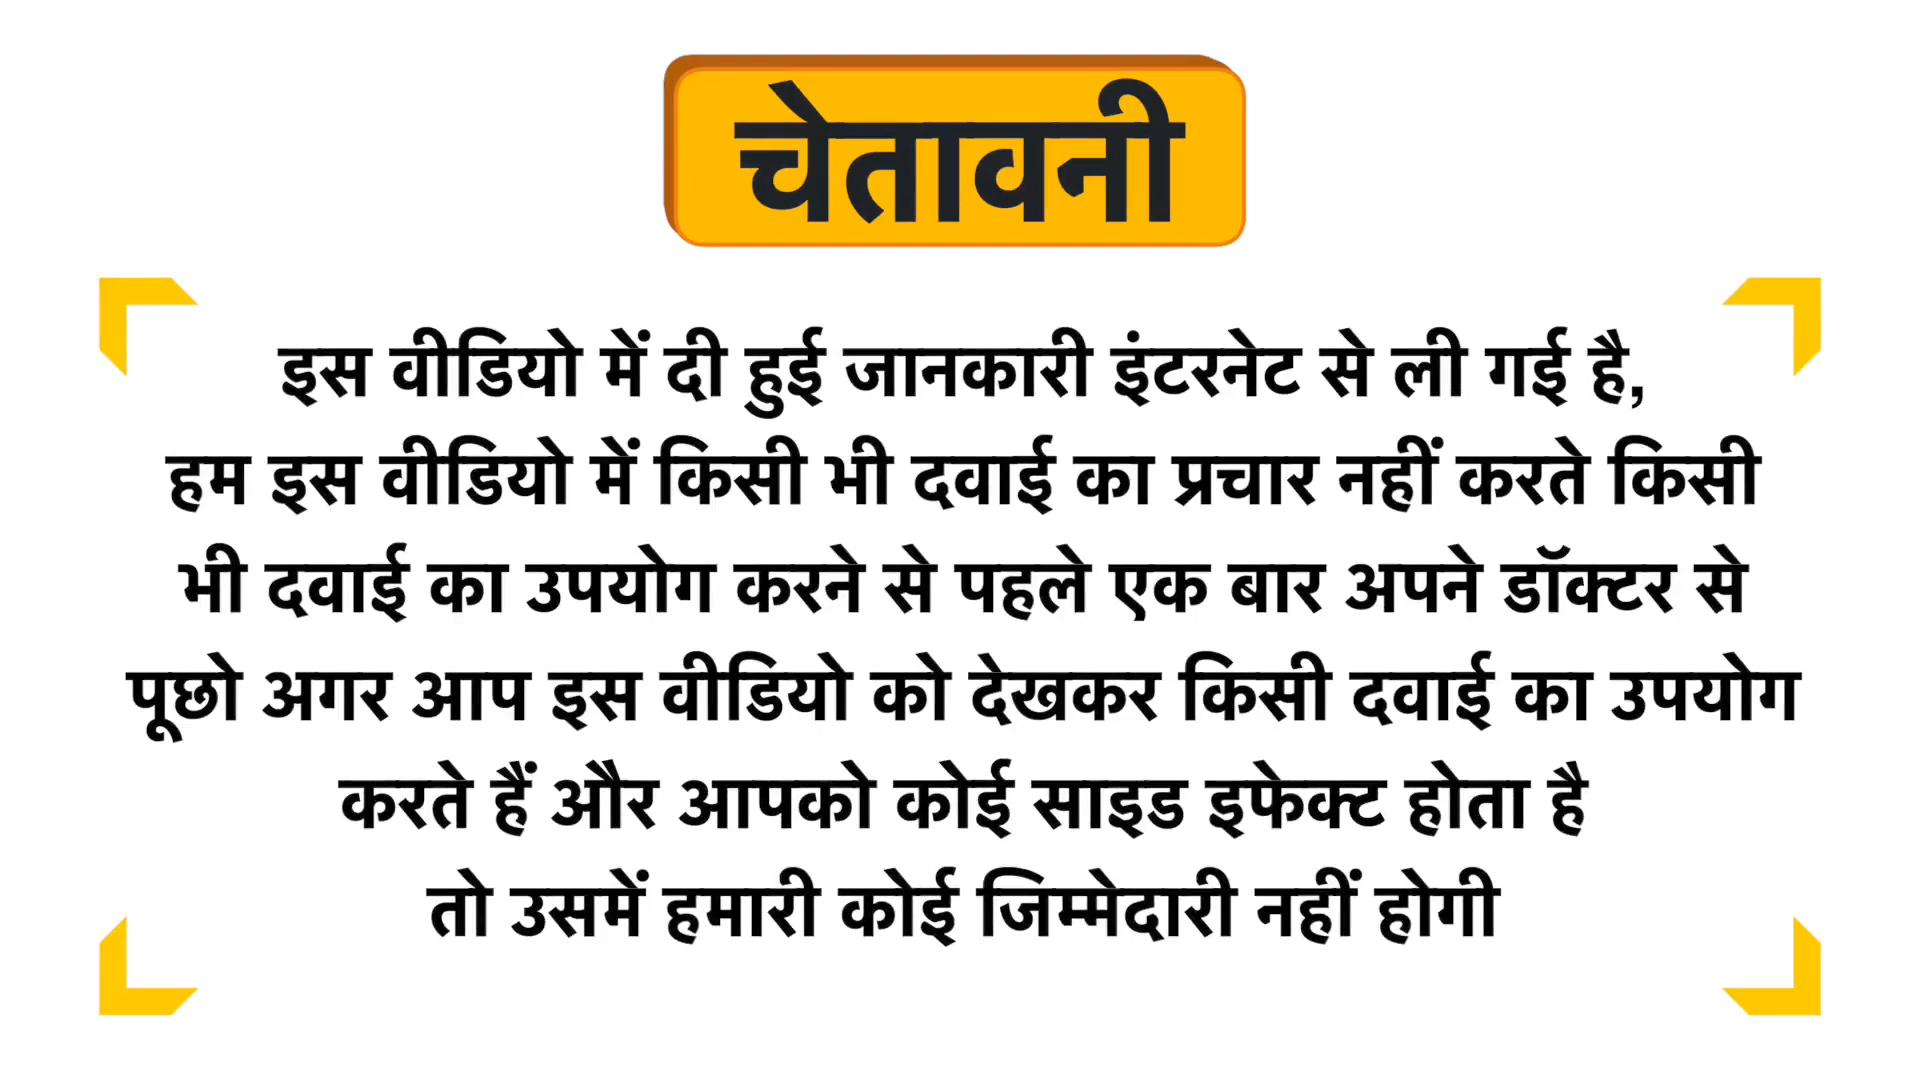 चेतावनी
इस वीडियो में दी हुई जानकारी इंटरनेट से ली गई है,
हम इस वीडियो में किसी भी दवाई का प्रचार नहीं करते किसी
भी दवाई का उपयोग करने से पहले एक बार अपने डॉक्टर से
पूछो अगर आप इस वीडियो को देखकर किसी दवाई का उपयोग
करते हैं और आपको कोई साइड इफेक्ट होता है
तो उसमें हमारी कोई जिम्मेदारी नहीं होगी